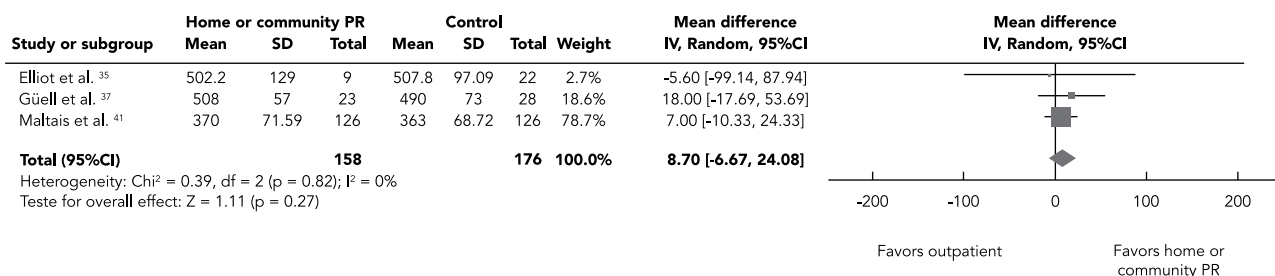 Home or community PR Control Mean difference Mean difference
Study or subgroup Mean SD Total Mean SD Total Weight IV, Random, 95%CI IV, Random, 95%CI
Elliot et al. 35 502.2 129 9 507.8 97.09 22 2.7% -5.60 [-99.14, 87.94]
Güell et al. 37 508 57 23 490 73 28 18.6% 18.00 [-17.69, 53.69]
Maltais et al. 41 370 71.59 126 363 68.72 126 78.7% 7.00 [-10.33, 24.33]
Total (95%CI) 158 176 100.0% 8.70 [-6.67, 24.08]
Heterogeneity: Chi² = 0.39, df = 2 (p = 0.82); I² = 0%
Teste for overall effect: Z = 1.11 (p = 0.27)
-200 -100 0 100 200
Favors outpatient Favors home or
community PR